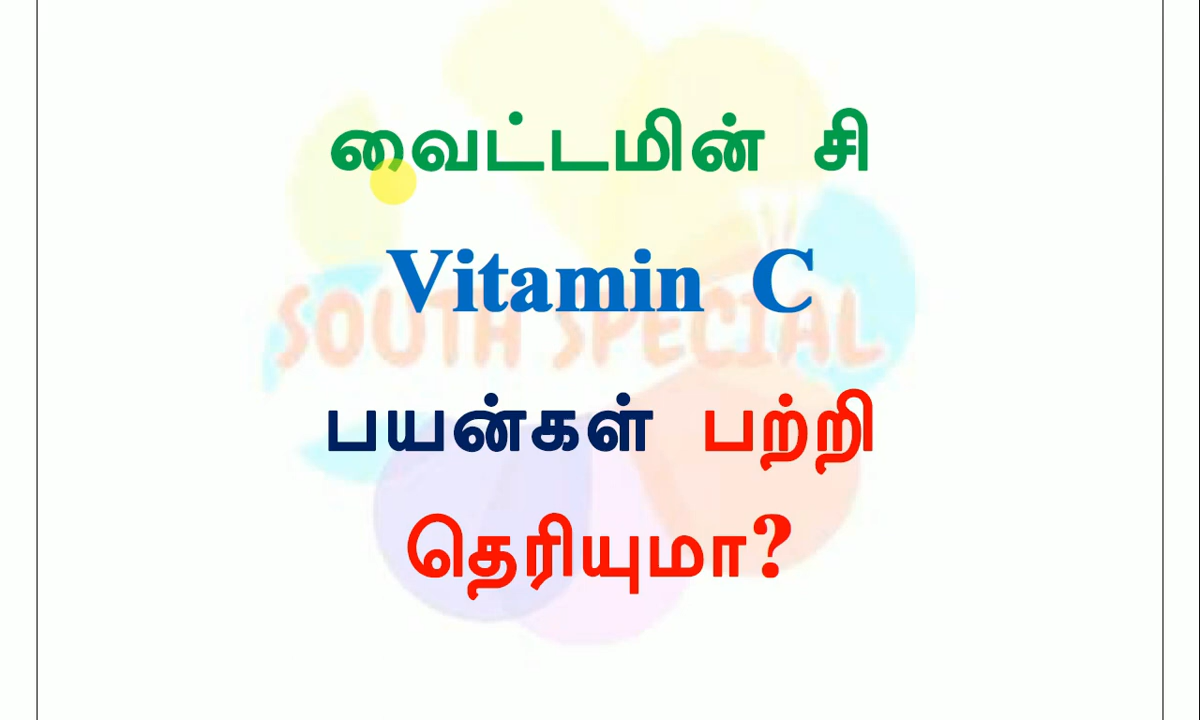 வைட்டமின் சி
Vitamin C
SOUTH SPECIAL
பயன்கள் பற்றி
தெரியுமா?